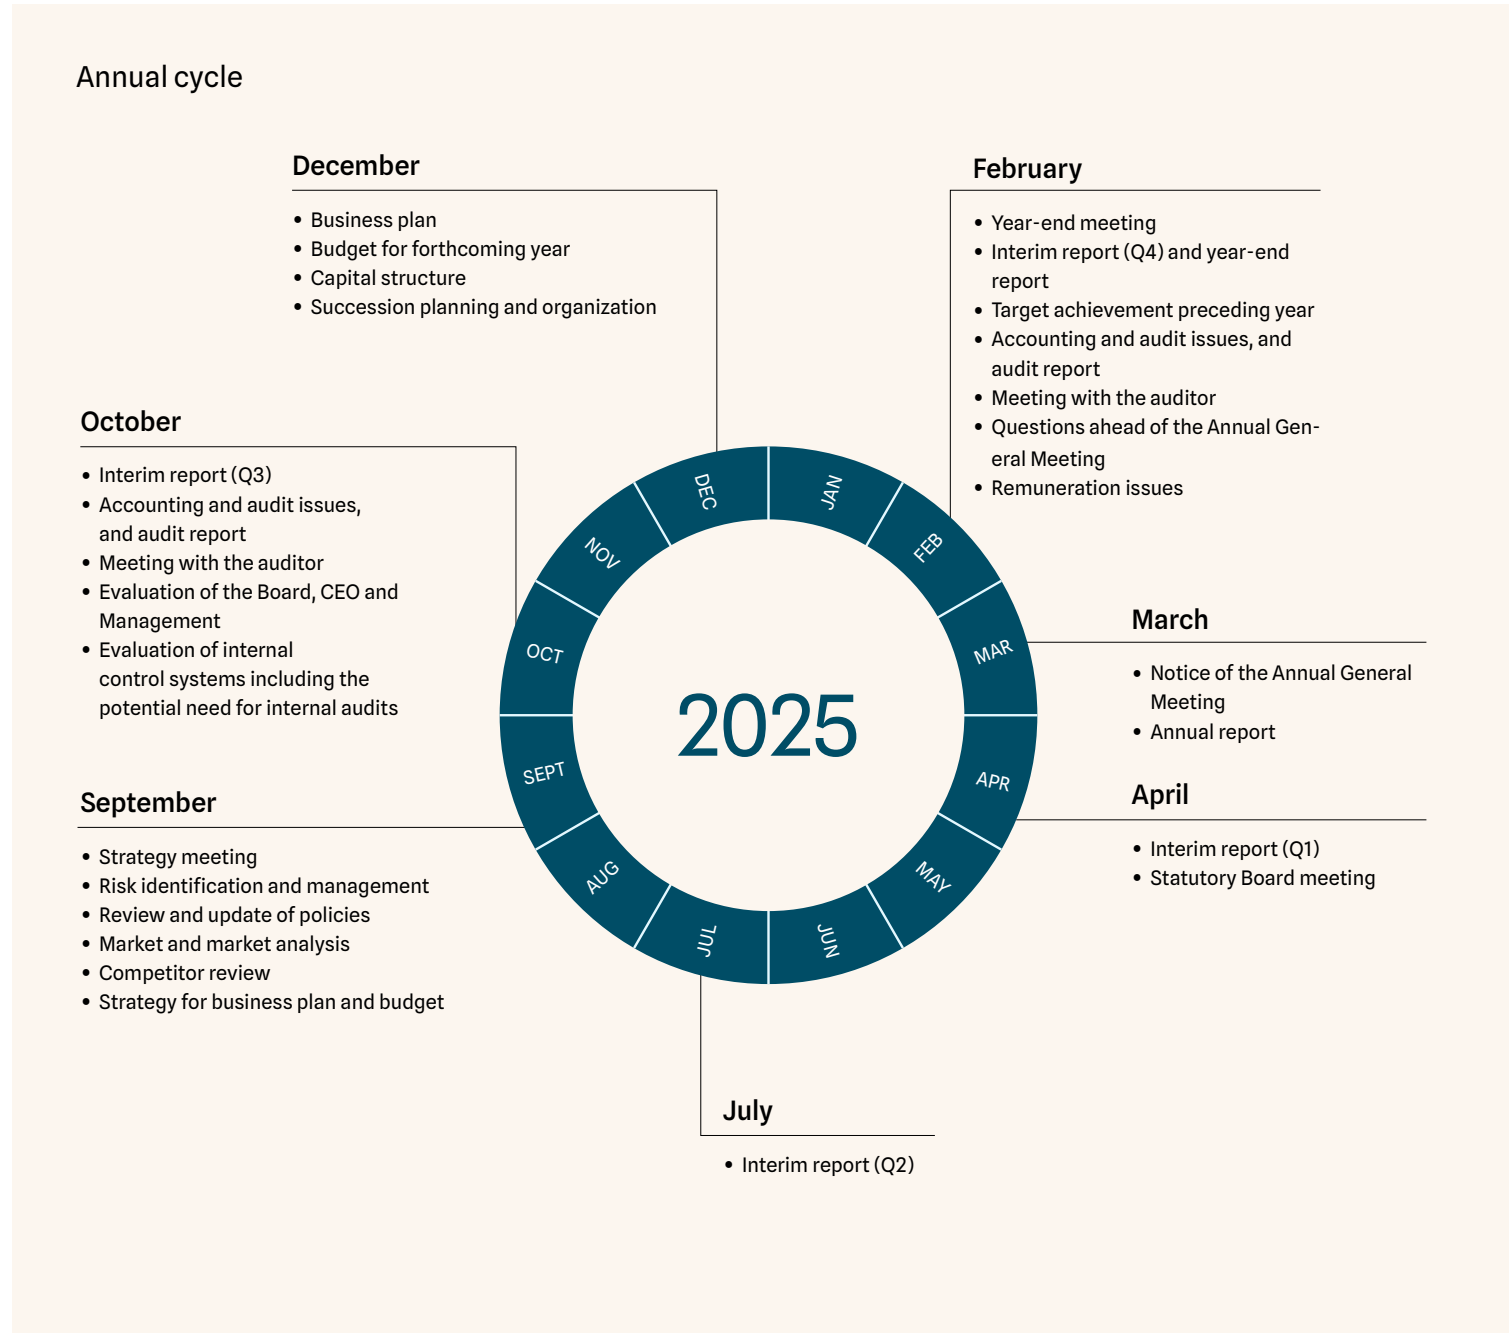 Annual cycle
December
• Business plan
• Budget for forthcoming year
• Capital structure
• Succession planning and organization
February
• Year-end meeting
• Interim report (Q4) and year-end
report
• Target achievement preceding year
• Accounting and audit issues, and
audit report
• Meeting with the auditor
• Questions ahead of the Annual Gen-
eral Meeting
• Remuneration issues
October
• Interim report (Q3)
• Accounting and audit issues,
and audit report
• Meeting with the auditor
• Evaluation of the Board, CEO and
Management
• Evaluation of internal
control systems including the
potential need for internal audits
March
• Notice of the Annual General
Meeting
• Annual report
September
• Strategy meeting
• Risk identification and management
• Review and update of policies
• Market and market analysis
• Competitor review
• Strategy for business plan and budget
April
• Interim report (Q1)
• Statutory Board meeting
July
• Interim report (Q2)
JAN
FEB
MAR
APR
MAY
JUN
JUL
AUG
SEPT
OCT
NOV
DEC
2025